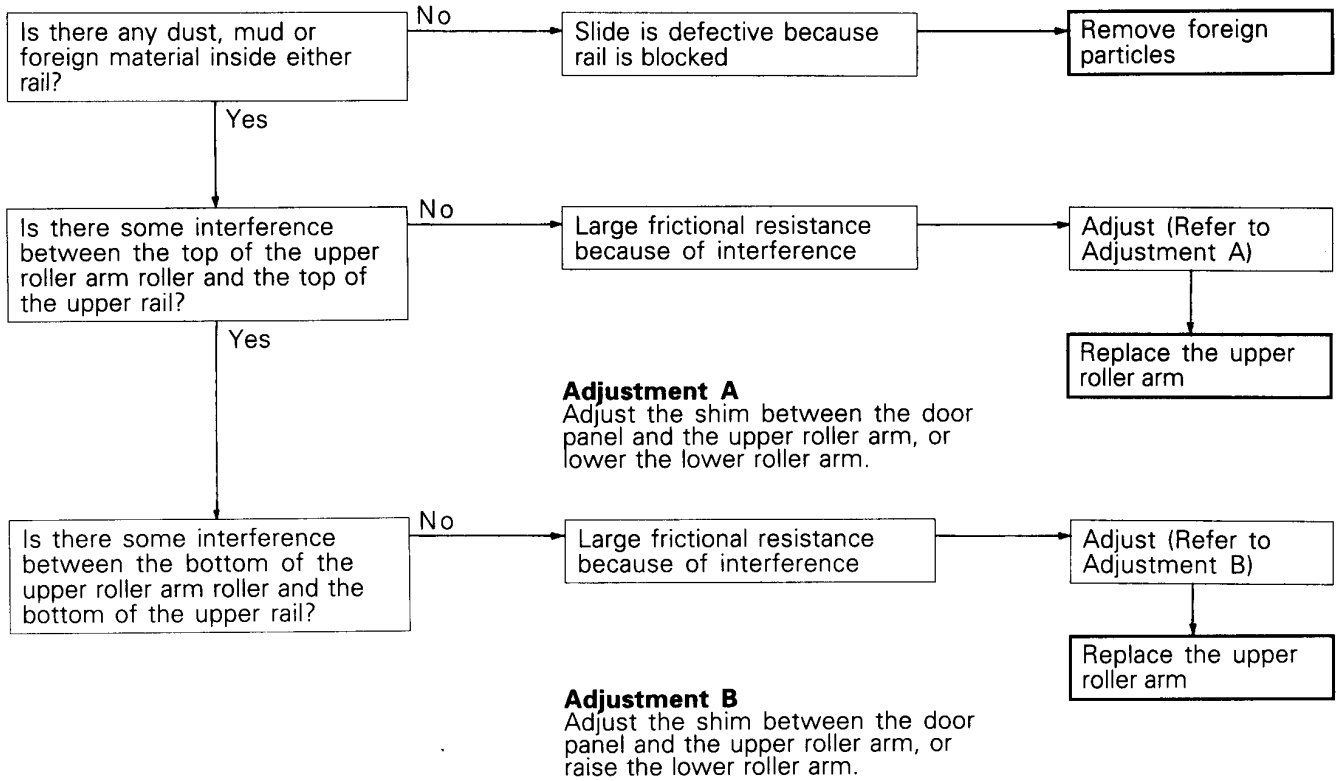 Is there any dust, mud or
foreign material inside either
rail?
No
Slide is defective because
rail is blocked
Remove foreign
particles
Yes
Is there some interference
between the top of the upper
roller arm roller and the top of
the upper rail?
No
Large frictional resistance
because of interference
Adjust (Refer to
Adjustment A)
Yes
Replace the upper
roller arm
Adjustment A
Adjust the shim between the door
panel and the upper roller arm, or
lower the lower roller arm.
Is there some interference
between the bottom of the
upper roller arm roller and the
bottom of the upper rail?
No
Large frictional resistance
because of interference
Adjust (Refer to
Adjustment B)
Replace the upper
roller arm
Adjustment B
Adjust the shim between the door
panel and the upper roller arm, or
raise the lower roller arm.